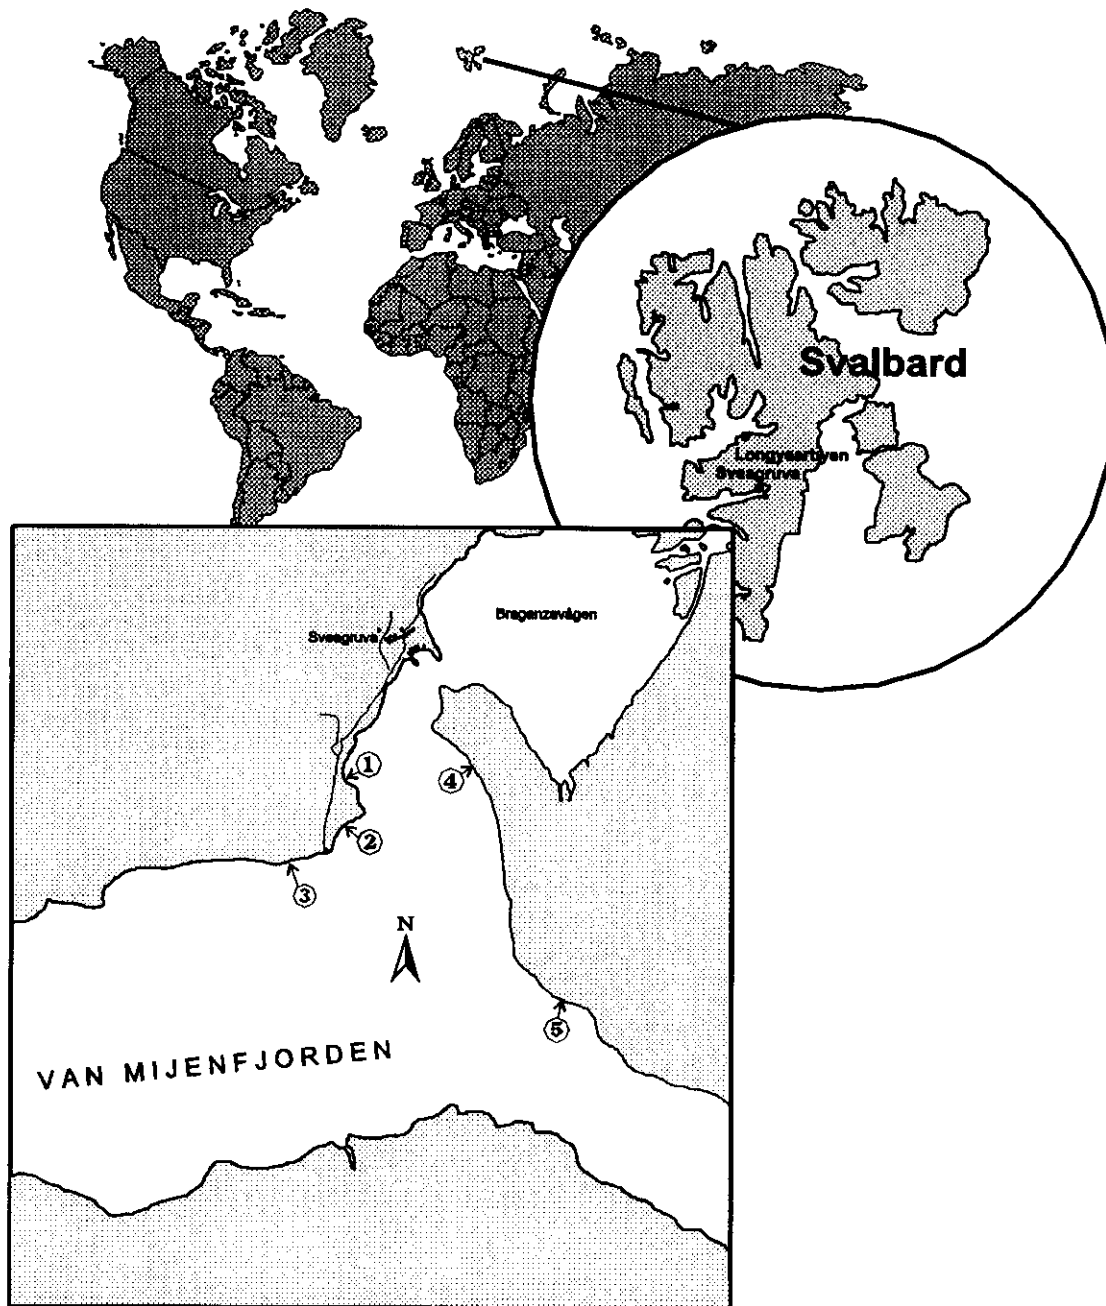 Svalbard
Longyearbyen
Sveagruva
Braganzavågen
Sveagruva
1
4
2
3
N
5
VAN MIJENFJORDEN